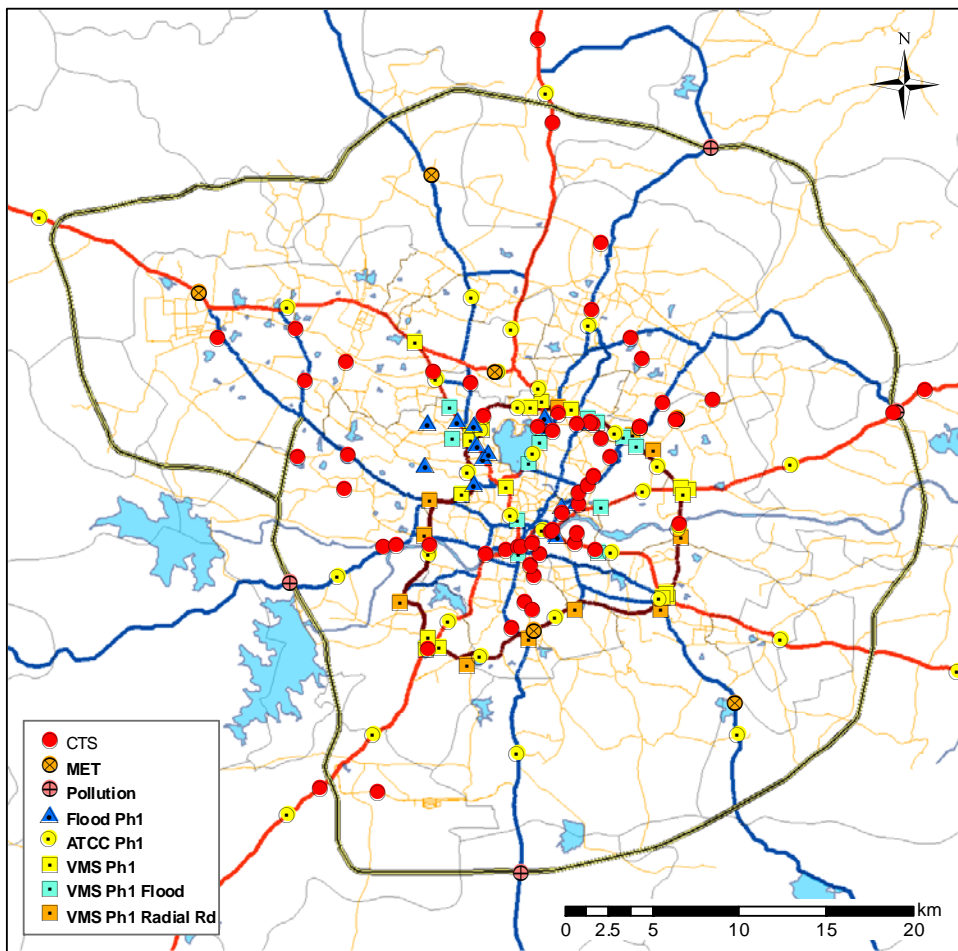 N
CTS
MET
Pollution
Flood Ph1
ATCC Ph1
VMS Ph1
VMS Ph1 Flood
VMS Ph1 Radial Rd.
km
0 2.5 5 10 15 20